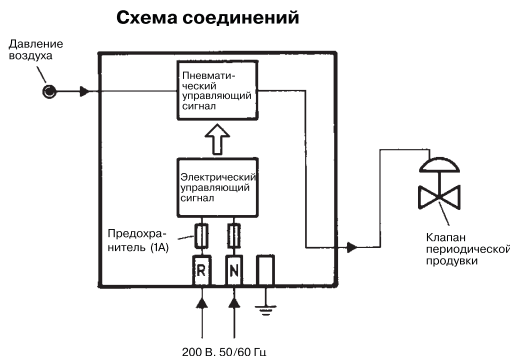 Схема соединений
Давление
воздуха
Пневмати-
ческий
управляющий
сигнал
Электрический
управляющий
сигнал
Предохра-
нитель (1А)
R
N
Клапан
периодической
продувки
200 В, 50/60 Гц